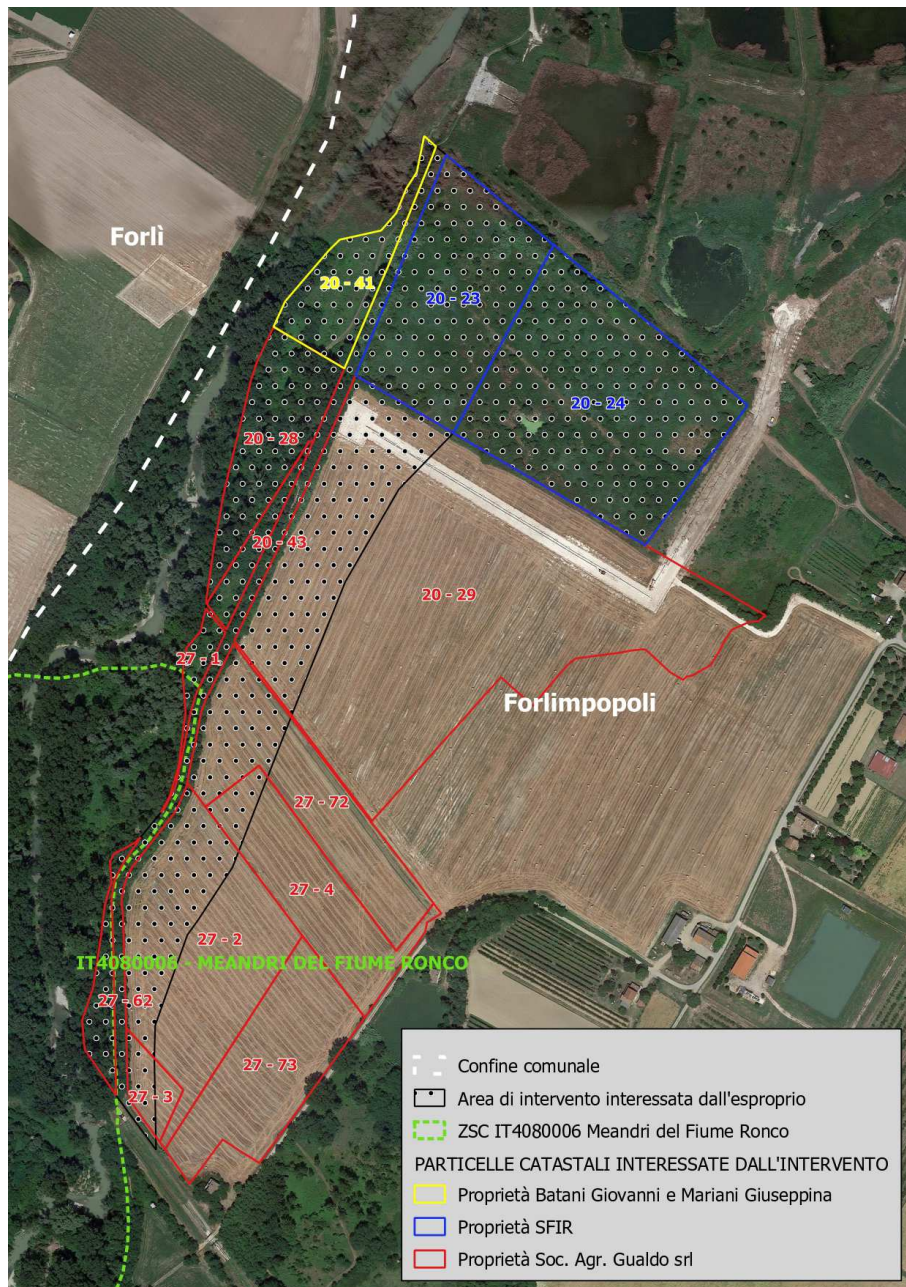 Forlì
20 - 41
20 - 23
20 - 24
20 - 28
20 - 43
20 - 29
27 - 1
Forlimpopoli
27 - 72
27 - 4
27 - 2
IT4080006 - MEANDRI DEL FIUME RONCO
27 - 62
27 - 73
27 - 3
Confine comunale
Area di intervento interessata dall'esproprio
ZSC IT4080006 Meandri del Fiume Ronco
PARTICELLE CATASTALI INTERESSATE DALL'INTERVENTO
Proprietà Batani Giovanni e Mariani Giuseppina
Proprietà SFIR
Proprietà Soc. Agr. Gualdo srl